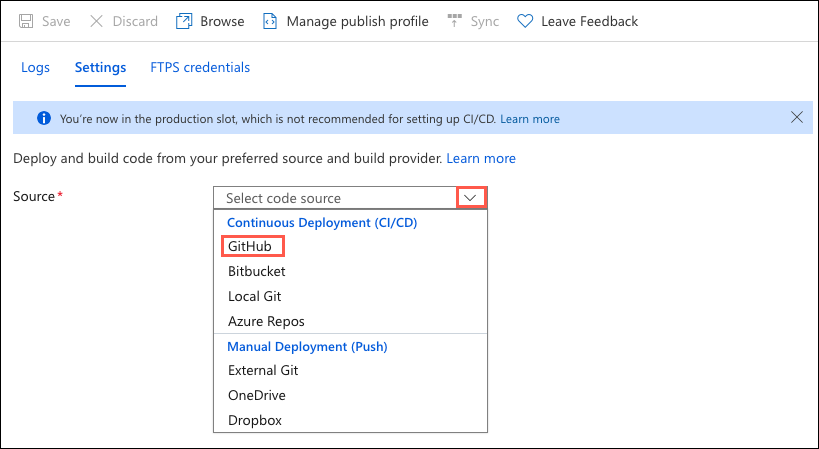 Save Discard Browse Manage publish profile Sync Leave Feedback
Logs Settings FTPS credentials
You're now in the production slot, which is not recommended for setting up CI/CD. Learn more
Deploy and build code from your preferred source and build provider. Learn more
Source* Select code source
Continuous Deployment (CI/CD)
GitHub
Bitbucket
Local Git
Azure Repos
Manual Deployment (Push)
External Git
OneDrive
Dropbox